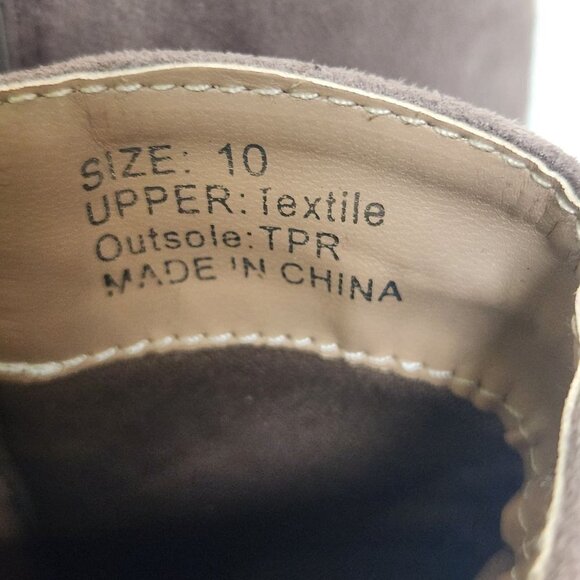 SIZE: 10
UPPER: Textile
Outsole: TPR
MADE IN CHINA